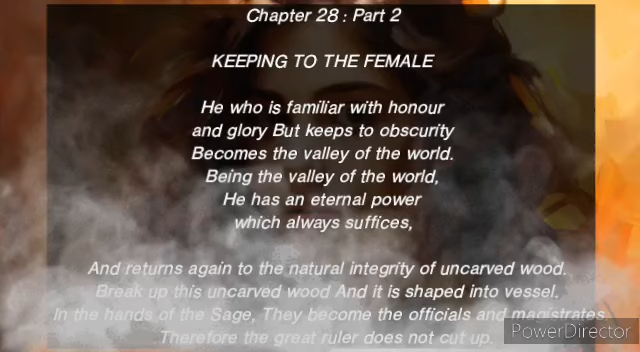 Chapter 28 : Part 2
KEEPING TO THE FEMALE
He who is familiar with honour
and glory But keeps to obscurity
Becomes the valley of the world.
Being the valley of the world,
He has an eternal power
which always suffices,
And returns again to the natural integrity of uncarved wood.
Break up this uncarved wood And it is shaped into vessel.
In the hands of the Sage, They become the officials and magistrates.
Therefore the great ruler does not cut up.
PowerDirector